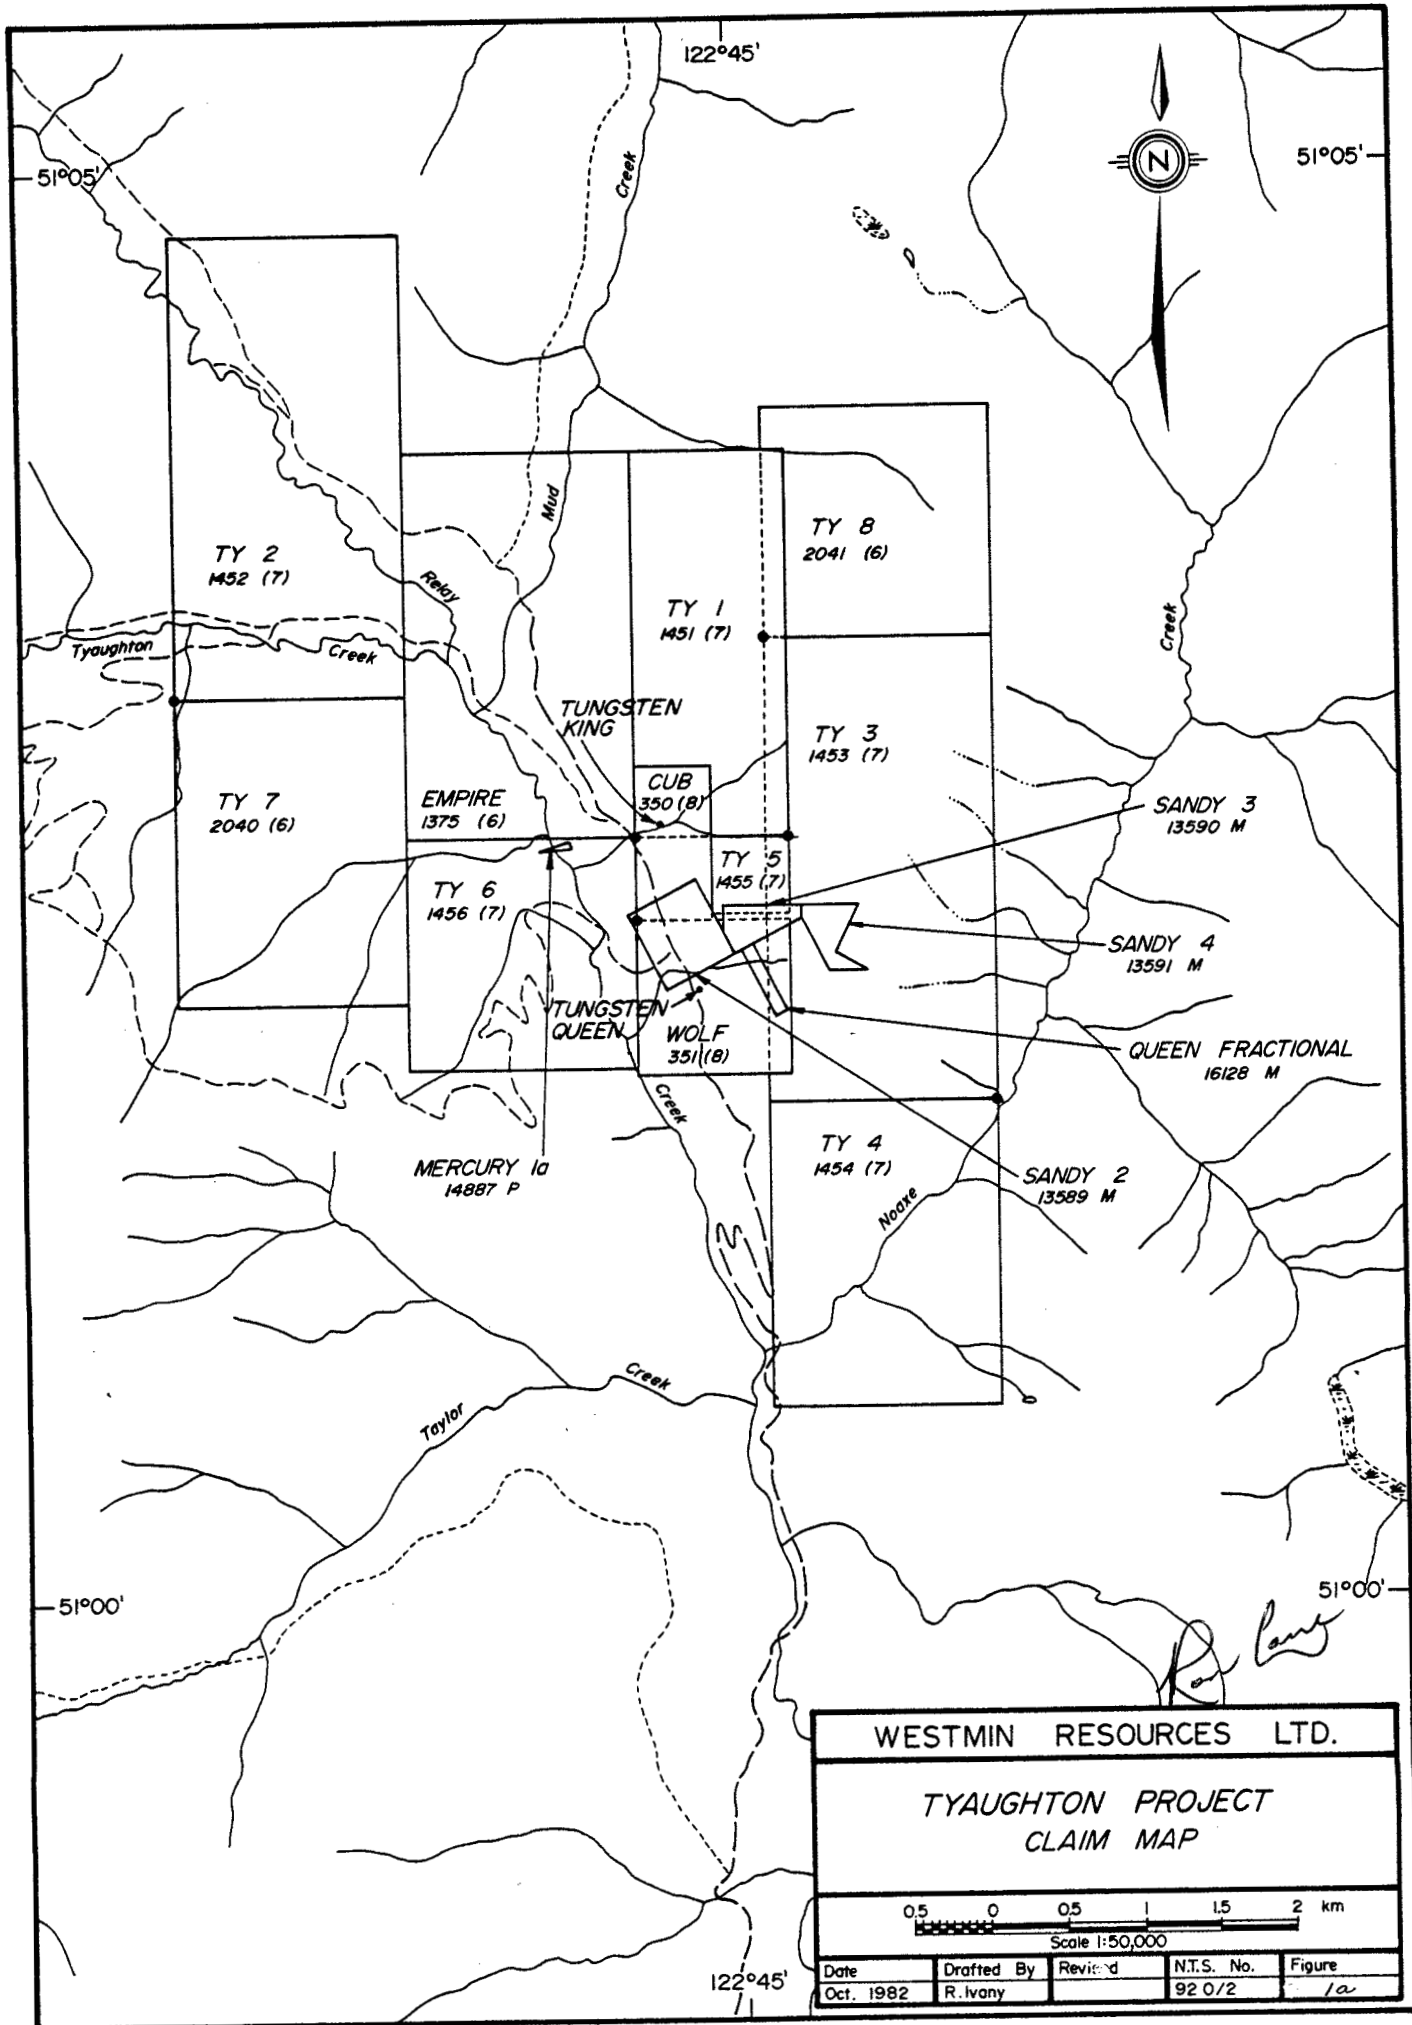 122°45'
51°05'
51°05'
N
Creek
Mud
TY 2
1452 (7)
Relay
TY 8
2041 (6)
TY 1
1451 (7)
Creek
Tyaughton Creek
TUNGSTEN
KING
TY 3
1453 (7)
TY 7
2040 (6)
EMPIRE
1375 (6)
CUB
350 (8)
SANDY 3
13590 M
TY 5
1455 (7)
TY 6
1456 (7)
SANDY 4
13591 M
TUNGSTEN
QUEEN
WOLF
351 (8)
QUEEN FRACTIONAL
16128 M
Creek
MERCURY 1a
14887 P
TY 4
1454 (7)
SANDY 2
13589 M
Noaxe
Taylor Creek
51°00'
51°00'
WESTMIN RESOURCES LTD.
TYAUGHTON PROJECT
CLAIM MAP
0.5 0 0.5 1 1.5 2 km
Scale 1:50,000
Date Drafted By Revised N.T.S. No. Figure
Oct. 1982 R. Ivany 92 O/2 1a
122°45'